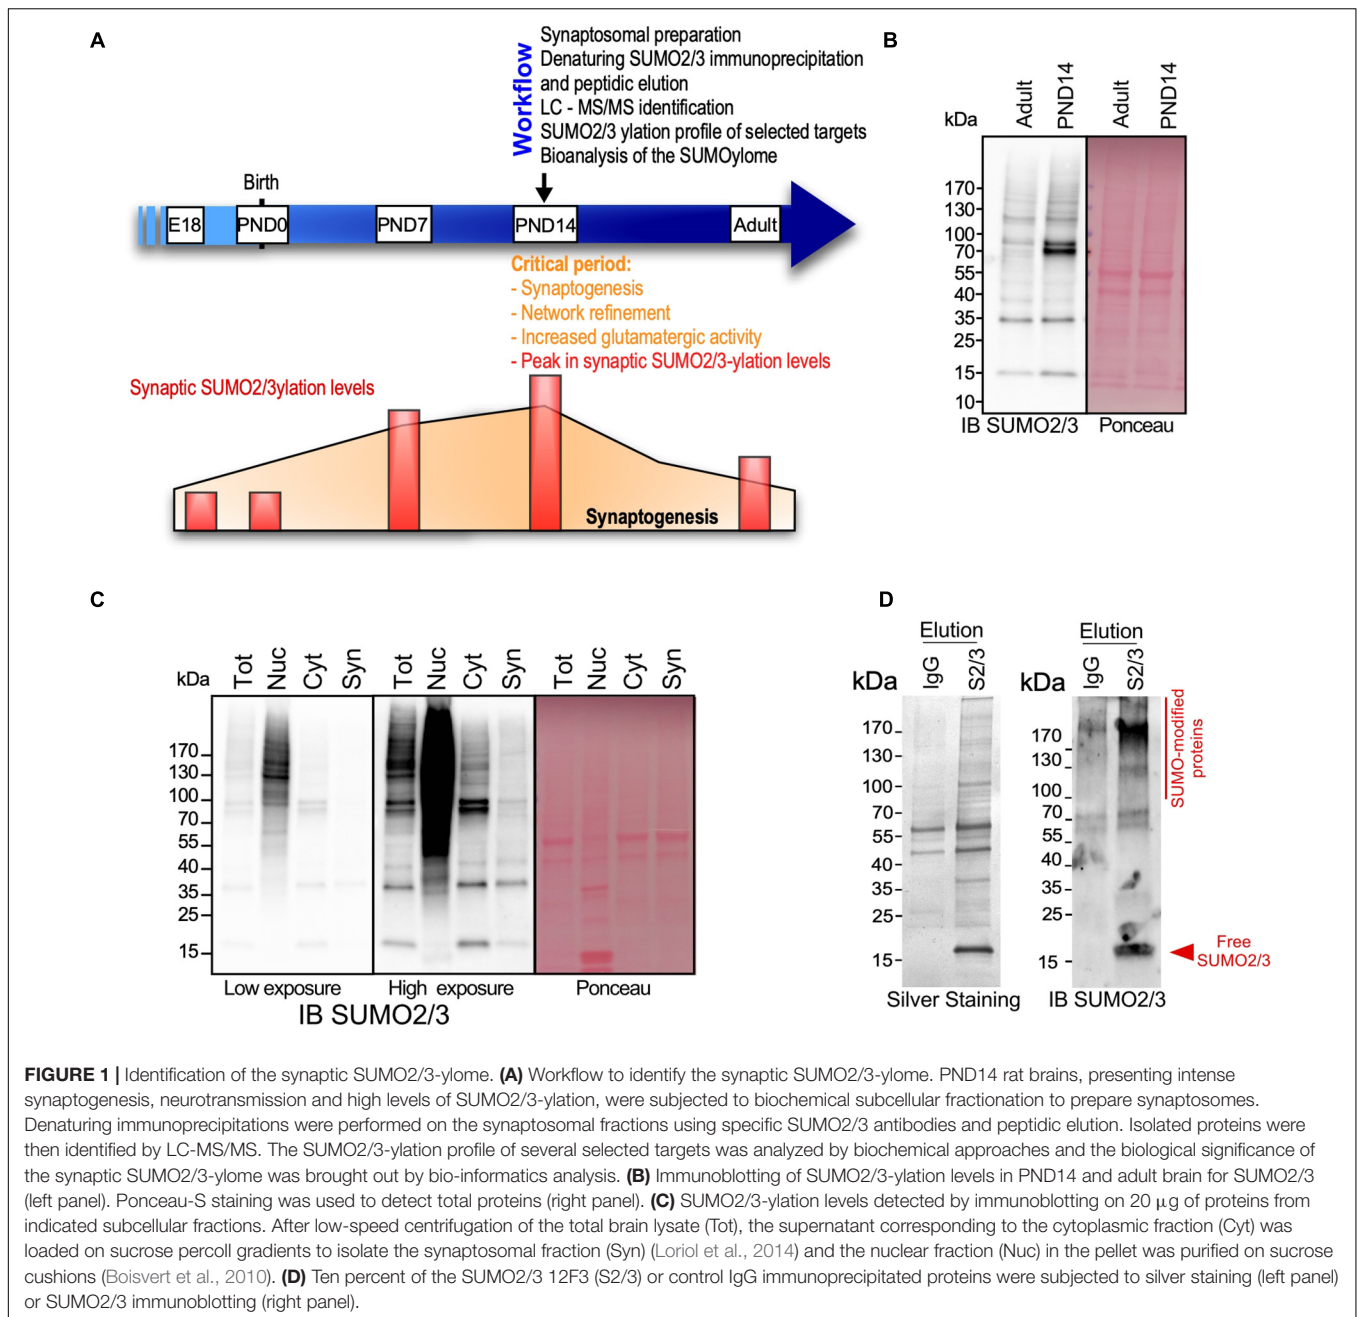 A
Workflow
Synaptosomal preparation
Denaturing SUMO2/3 immunoprecipitation
and peptidic elution
LC - MS/MS identification
SUMO2/3 ylation profile of selected targets
Bioanalysis of the SUMOylome
Birth
E18
PND0
PND7
PND14
Adult
Critical period:
- Synaptogenesis
- Network refinement
- Increased glutamatergic activity
- Peak in synaptic SUMO2/3-ylation levels
Synaptic SUMO2/3ylation levels
Synaptogenesis
B
kDa
Adult
PND14
Adult
PND14
170
130
100
70
55
40
35
25
15
10
IB SUMO2/3
Ponceau
C
kDa
Tot
Nuc
Cyt
Syn
Tot
Nuc
Cyt
Syn
Tot
Nuc
Cyt
Syn
170
130
100
70
55
40
35
25
15
Low exposure
High exposure
Ponceau
IB SUMO2/3
D
Elution
kDa
IgG
S2/3
170
130
100
70
55
40
35
25
15
Silver Staining
Elution
kDa
IgG
S2/3
170
130
100
70
55
40
35
25
15
IB SUMO2/3
SUMO-modified
proteins
Free
SUMO2/3
FIGURE 1 | Identification of the synaptic SUMO2/3-ylome. (A) Workflow to identify the synaptic SUMO2/3-ylome. PND14 rat brains, presenting intense
synaptogenesis, neurotransmission and high levels of SUMO2/3-ylation, were subjected to biochemical subcellular fractionation to prepare synaptosomes.
Denaturing immunoprecipitations were performed on the synaptosomal fractions using specific SUMO2/3 antibodies and peptidic elution. Isolated proteins were
then identified by LC-MS/MS. The SUMO2/3-ylation profile of several selected targets was analyzed by biochemical approaches and the biological significance of
the synaptic SUMO2/3-ylome was brought out by bio-informatics analysis. (B) Immunoblotting of SUMO2/3-ylation levels in PND14 and adult brain for SUMO2/3
(left panel). Ponceau-S staining was used to detect total proteins (right panel). (C) SUMO2/3-ylation levels detected by immunoblotting on 20 μg of proteins from
indicated subcellular fractions. After low-speed centrifugation of the total brain lysate (Tot), the supernatant corresponding to the cytoplasmic fraction (Cyt) was
loaded on sucrose percoll gradients to isolate the synaptosomal fraction (Syn) (Loriol et al., 2014) and the nuclear fraction (Nuc) in the pellet was purified on sucrose
cushions (Boisvert et al., 2010). (D) Ten percent of the SUMO2/3 12F3 (S2/3) or control IgG immunoprecipitated proteins were subjected to silver staining (left panel)
or SUMO2/3 immunoblotting (right panel).